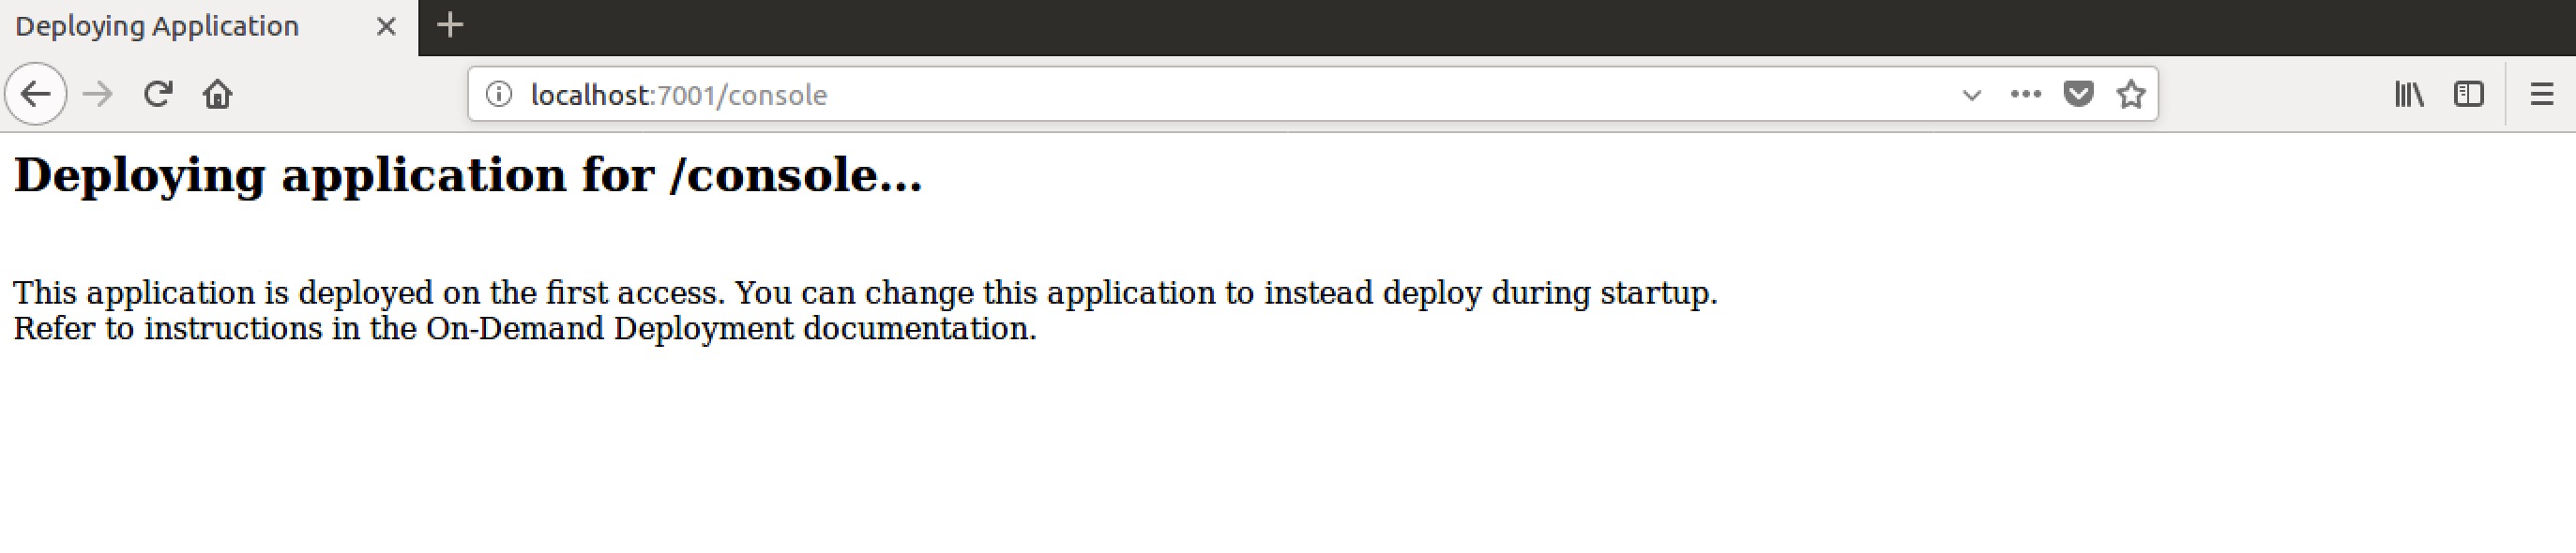 Deploying Application
localhost:7001/console
Deploying application for /console...
This application is deployed on the first access. You can change this application to instead deploy during startup.
Refer to instructions in the On-Demand Deployment documentation.